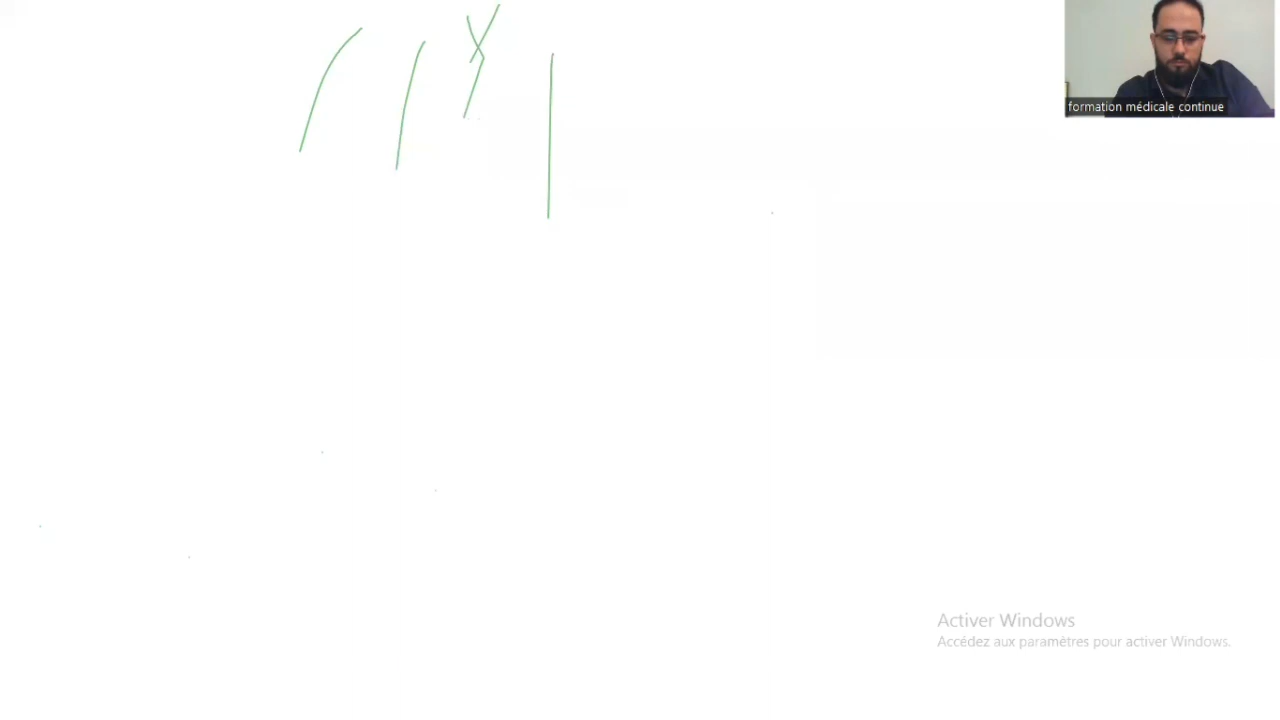 formation médicale continue
Activer Windows
Accédez aux paramètres pour activer Windows.